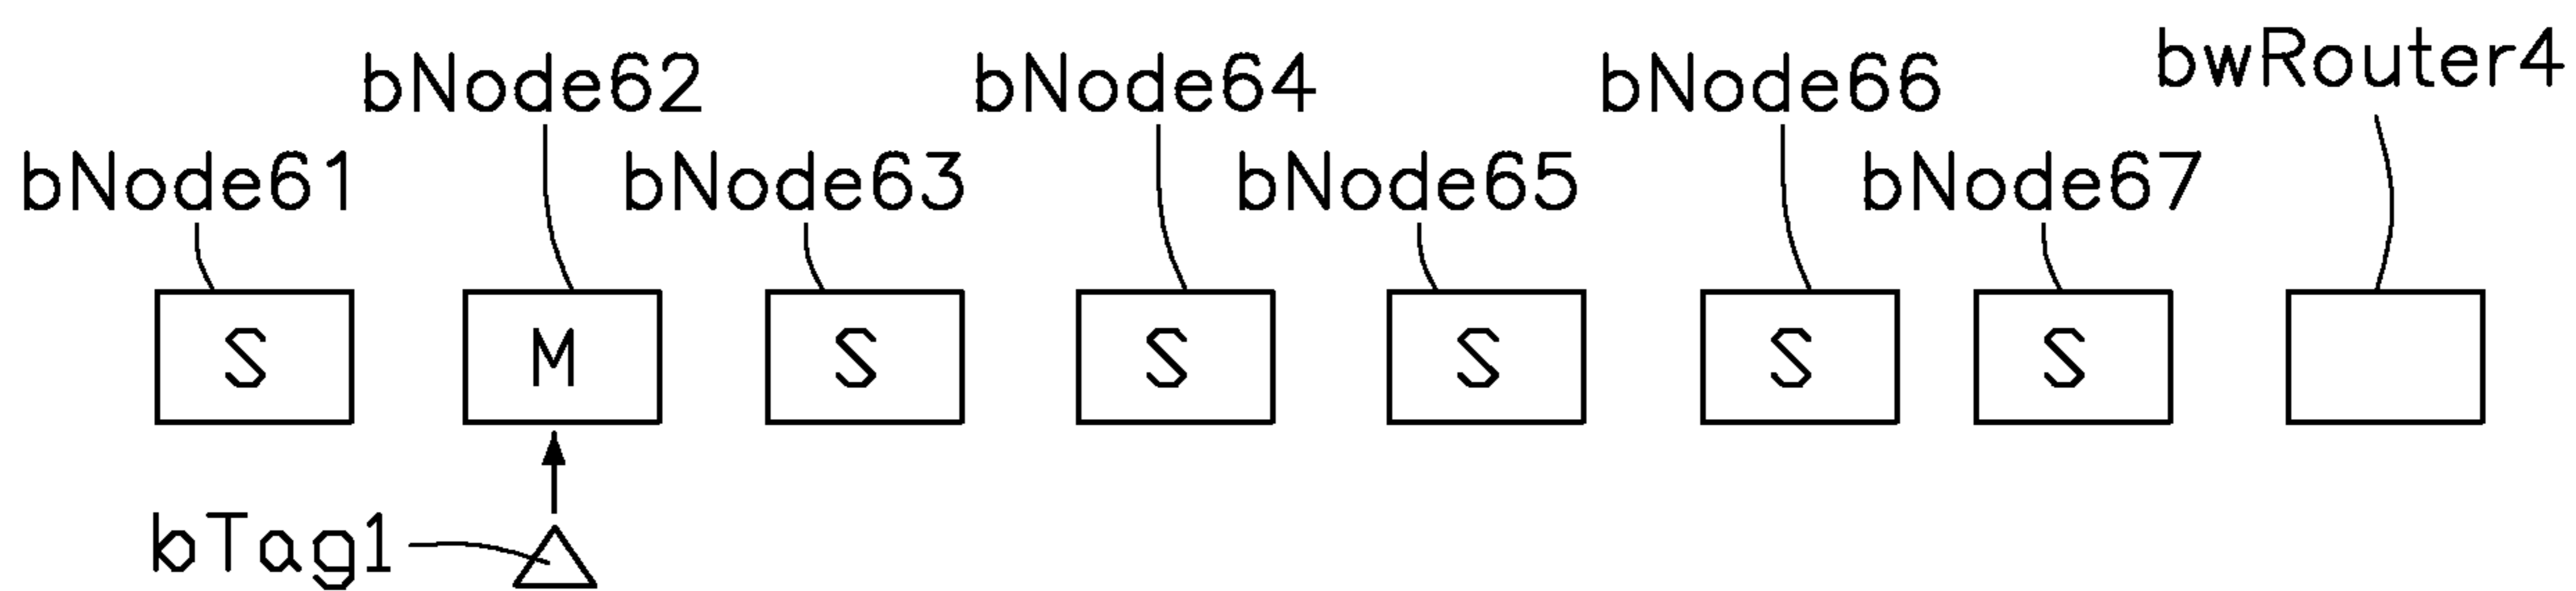 bNode62 bNode64 bNode66 bwRouter4
bNode61 bNode63 bNode65 bNode67
S M S S S S S
bTag1